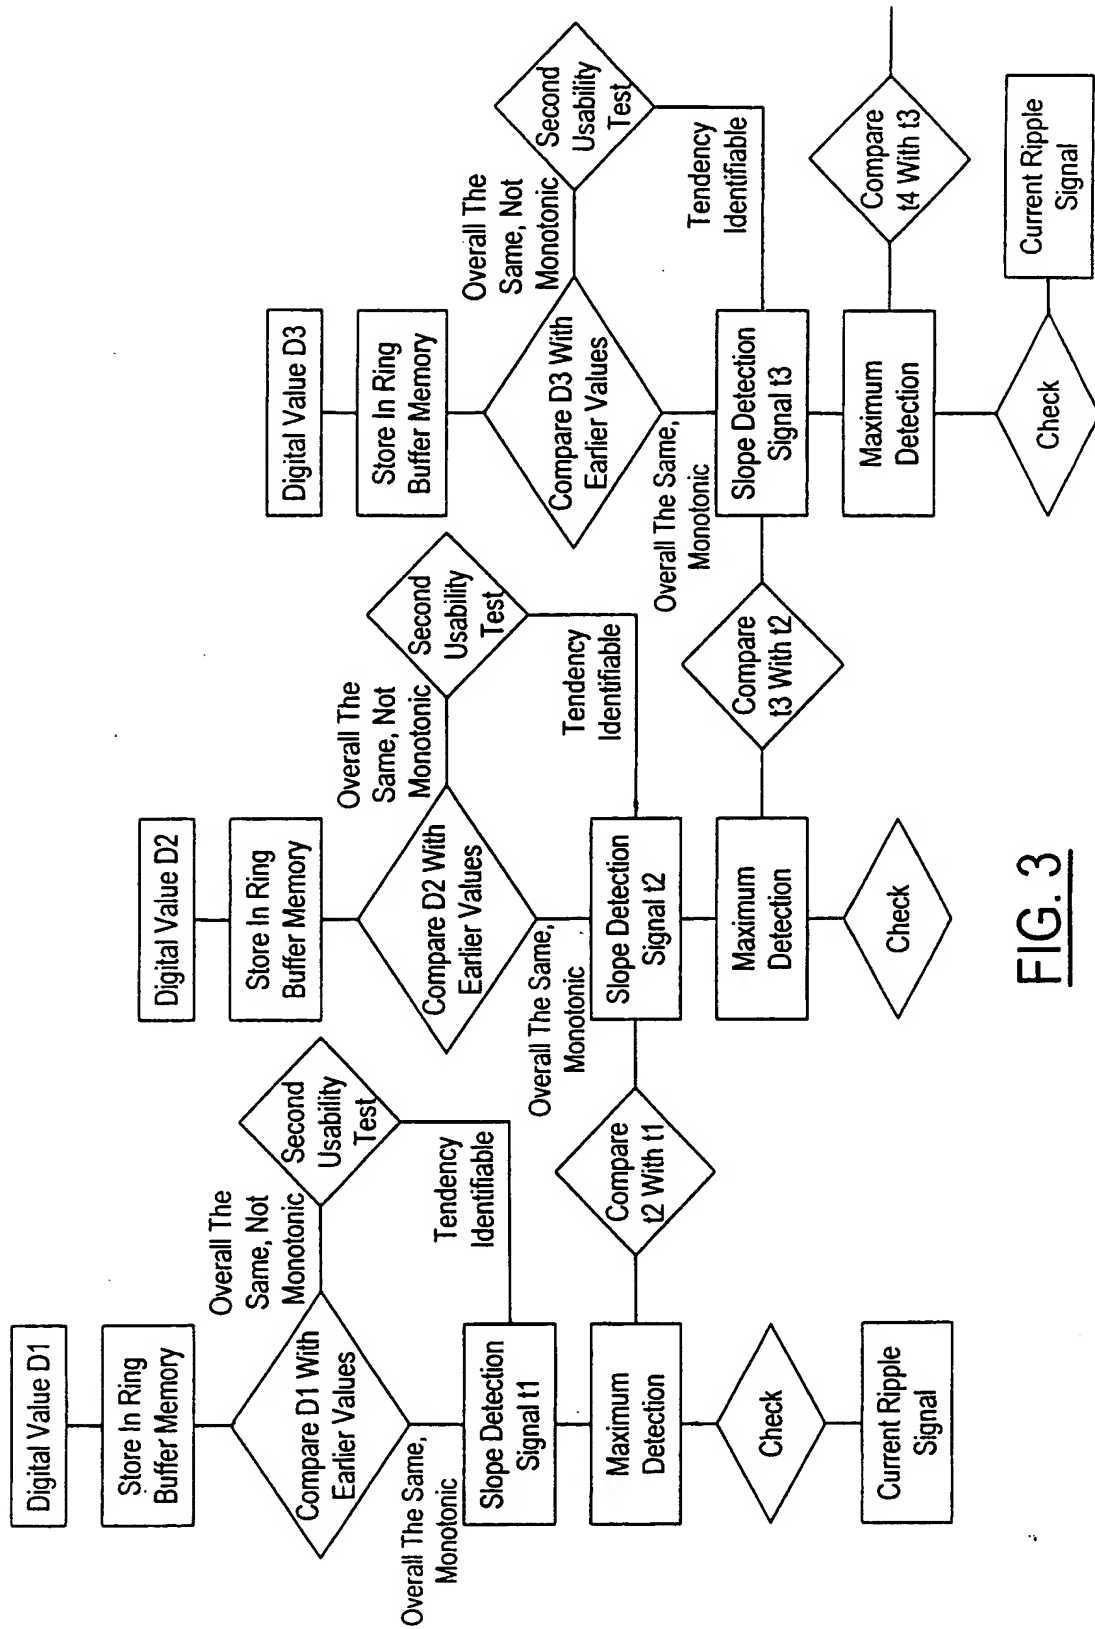 Digital Value D1
Store In Ring
Buffer Memory
Compare D1 With
Earlier Values
Overall The
Same, Not
Monotonic
Second
Usability
Test
Tendency
Identifiable
Overall The Same,
Monotonic
Slope Detection
Signal t1
Maximum
Detection
Check
Current Ripple
Signal
Compare
t2 With t1
Digital Value D2
Store In Ring
Buffer Memory
Compare D2 With
Earlier Values
Overall The
Same, Not
Monotonic
Second
Usability
Test
Tendency
Identifiable
Overall The Same,
Monotonic
Slope Detection
Signal t2
Maximum
Detection
Check
Compare
t3 With t2
Digital Value D3
Store In Ring
Buffer Memory
Compare D3 With
Earlier Values
Overall The
Same, Not
Monotonic
Second
Usability
Test
Tendency
Identifiable
Overall The Same,
Monotonic
Slope Detection
Signal t3
Maximum
Detection
Compare
t4 With t3
Check
Current Ripple
Signal
FIG. 3